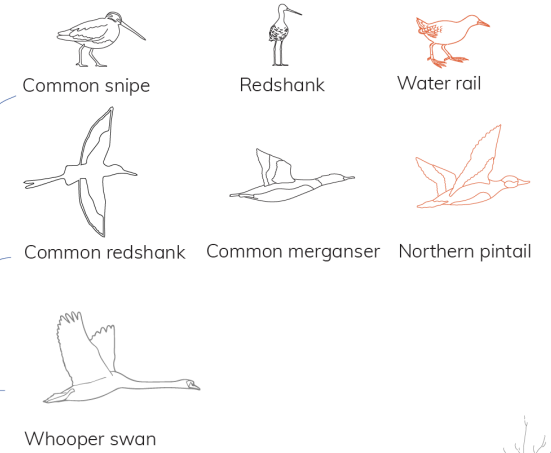 Common snipe
Redshank
Water rail
Common redshank
Common merganser
Northern pintail
Whooper swan